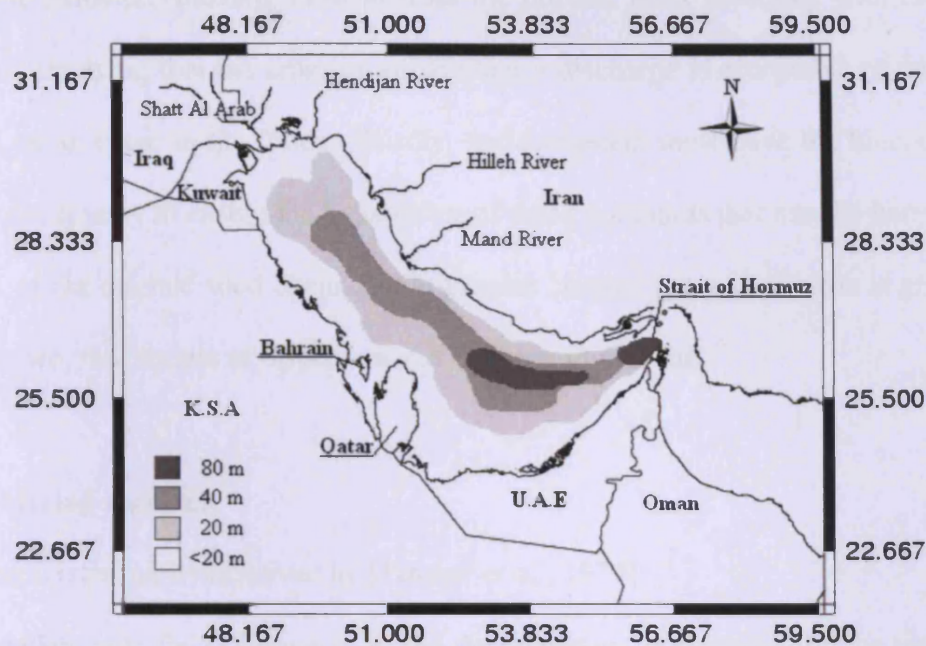 48.167 51.000 53.833 56.667 59.500
31.167 31.167
Hendijan River
N
Shatt Al Arab
Iraq
Hilleh River
Kuwait
Iran
Mand River
28.333 28.333
Strait of Hormuz
Bahrain
25.500 25.500
K.S.A
Qatar
80 m
40 m
20 m
<20 m
U.A.E
Oman
22.667 22.667
48.167 51.000 53.833 56.667 59.500